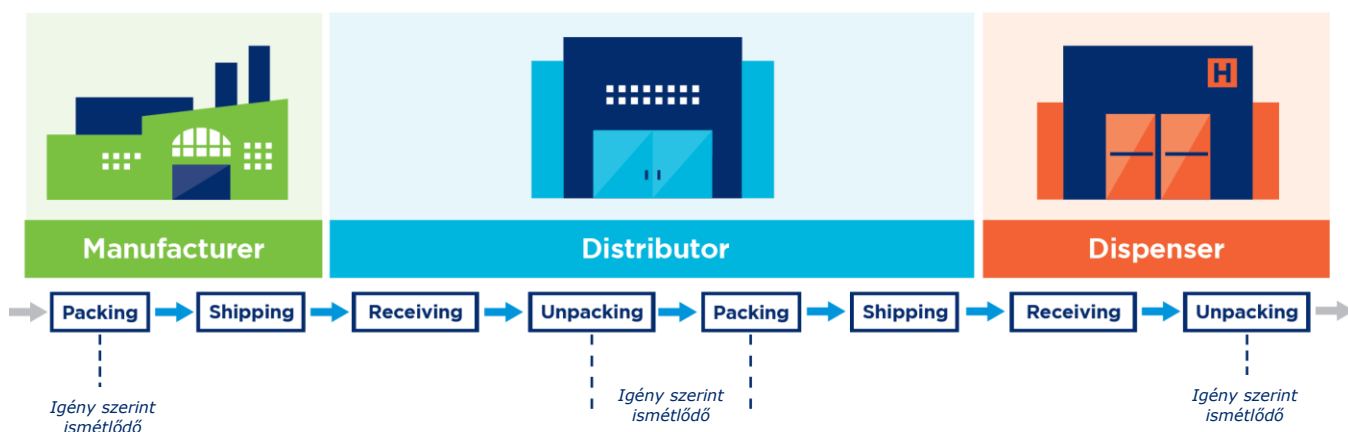 H
Manufacturer
Distributor
Dispenser
Packing
Shipping
Receiving
Unpacking
Packing
Shipping
Receiving
Unpacking
Igény szerint
ismétlődő
Igény szerint
ismétlődő
Igény szerint
ismétlődő